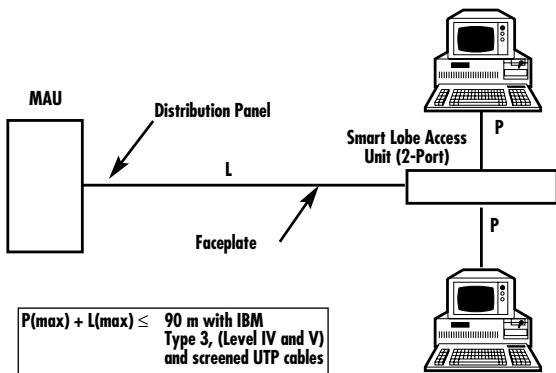 MAU
Distribution Panel
P
Smart Lobe Access
Unit (2-Port)
L
Faceplate
P
P(max) + L(max) ≤ 90 m with IBM
Type 3, (Level IV and V)
and screened UTP cables